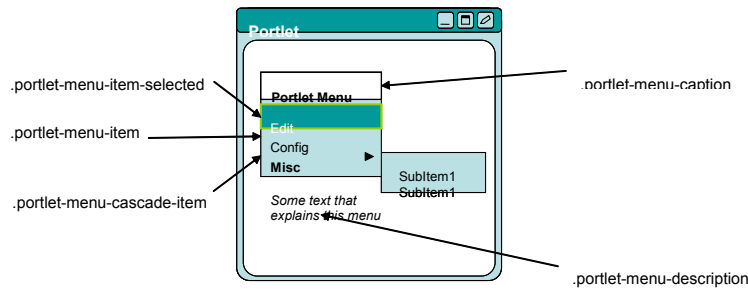 Portlet
.portlet-menu-item-selected
.portlet-menu-caption
Portlet Menu
Edit
.portlet-menu-item
Config
Misc
SubItem1
SubItem1
.portlet-menu-cascade-item
Some text that
explains this menu
.portlet-menu-description